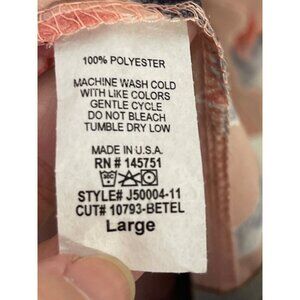 100% POLYESTER
MACHINE WASH COLD
WITH LIKE COLORS
GENTLE CYCLE
DO NOT BLEACH
TUMBLE DRY LOW
MADE IN U.S.A.
RN # 145751
STYLE# J50004-11
CUT# 10793-BETEL
Large